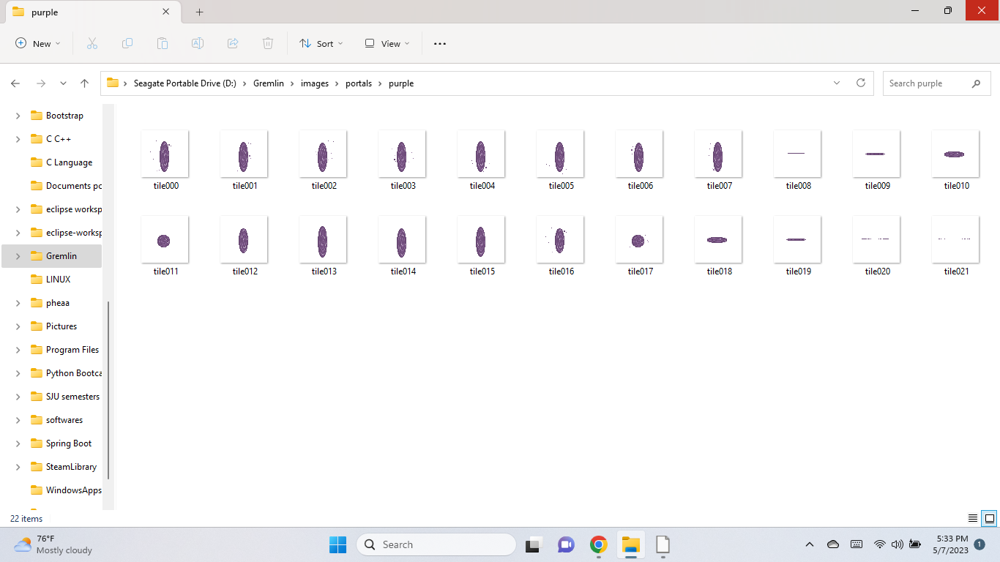 purple
New
Sort
View
Seagate Portable Drive (D:) Gremlin images portals purple
Search purple
Bootstrap
C C++
C Language
Documents pc
eclipse worksp
eclipse-worksp
Gremlin
LINUX
pheaa
Pictures
Program Files
Python Bootca
SJU semesters
softwares
Spring Boot
SteamLibrary
WindowsApps
tile000 tile001 tile002 tile003 tile004 tile005 tile006 tile007 tile008 tile009 tile010
tile011 tile012 tile013 tile014 tile015 tile016 tile017 tile018 tile019 tile020 tile021
22 items
76°F
Mostly cloudy
Search
5:33 PM
5/7/2023
1